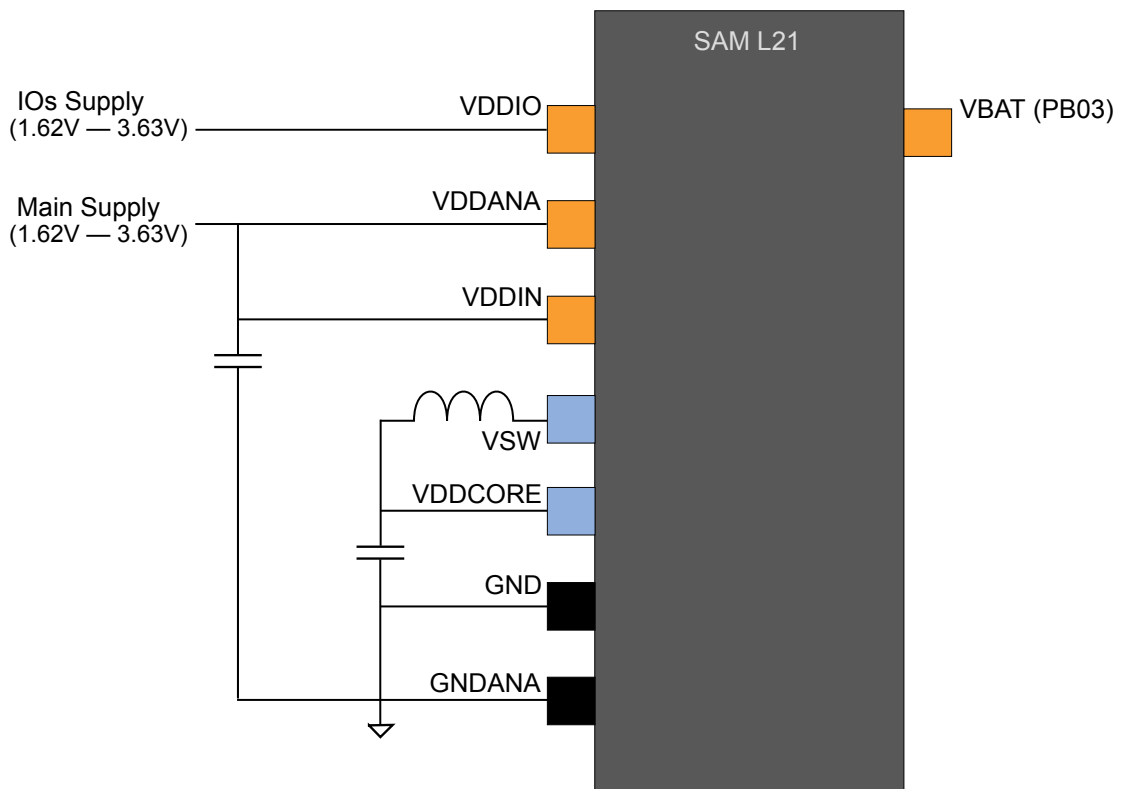 SAM L21
IOs Supply
(1.62V — 3.63V)
VDDIO
VBAT (PB03)
Main Supply
(1.62V — 3.63V)
VDDANA
VDDIN
VSW
VDDCORE
GND
GNDANA